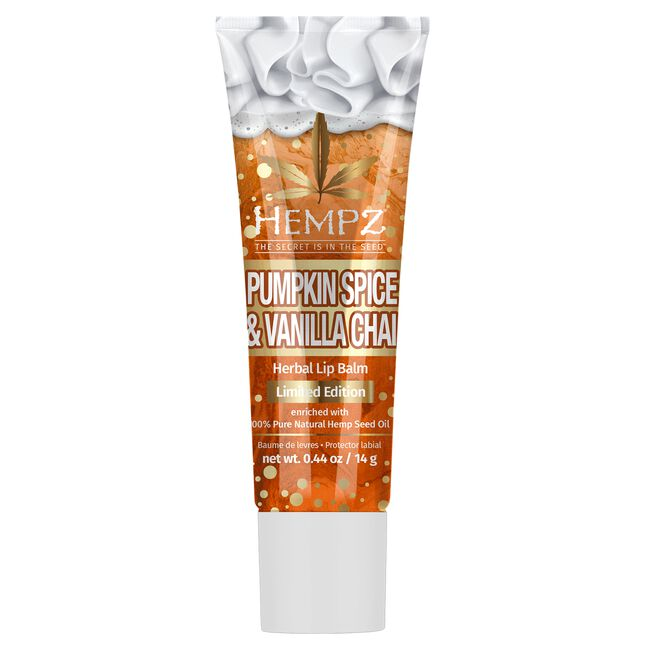 HEMPZ
THE SECRET IS IN THE SEED™
PUMPKIN SPICE
& VANILLA CHAI
Herbal Lip Balm
Limited Edition
enriched with
00% Pure Natural Hemp Seed Oil
Baume de levres • Protector labial
net wt. 0.44 oz / 14 g